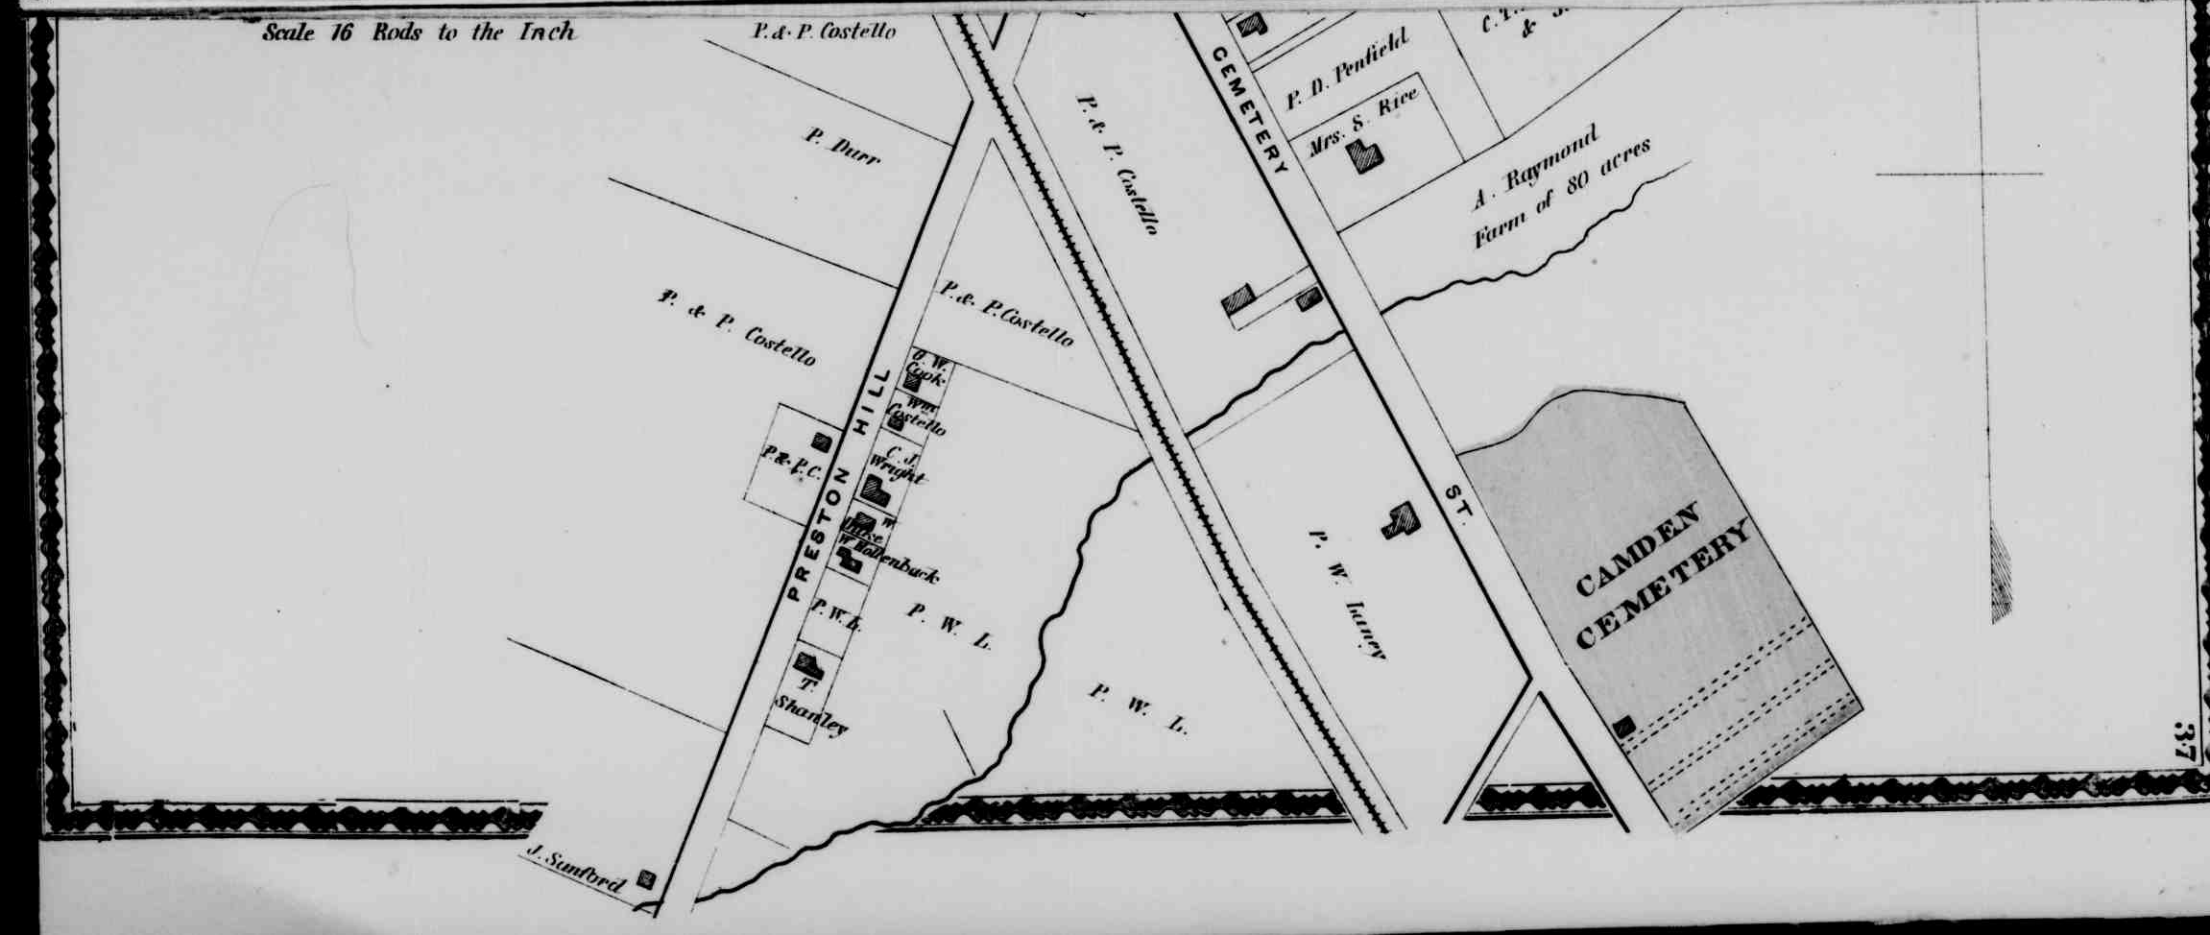 Scale 16 Rods to the Inch
P. & P. Costello
P. Durr
P. & P. Costello
P. & P. Costello
P. & P. Costello
CEMETERY
ST.
P. D. Penfield
Mrs. S. Rice
A. Raymond
Farm of 80 acres
PRESTON HILL
P. & P. C.
W.
Cook
Wm
Costello
C. J.
Wright
W.
W Hollenback
P. W. L.
T.
Shanley
P. W. L.
P. W. L.
P. W. Laney
CAMDEN
CEMETERY
J. Sanford
37